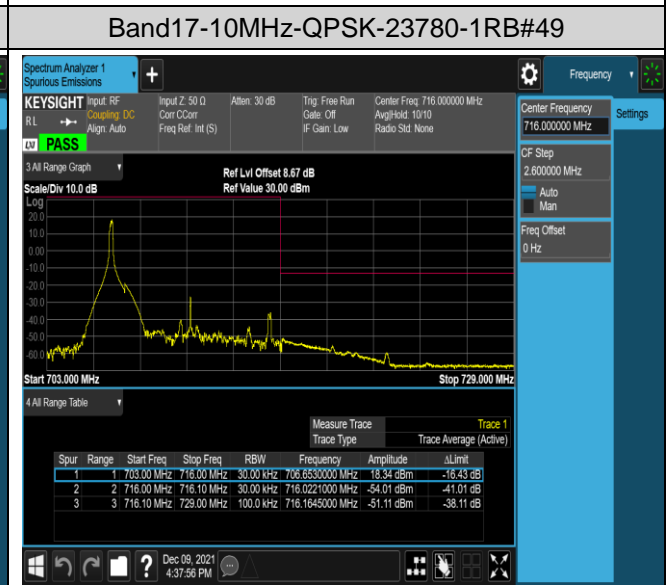 Band17-10MHz-QPSK-23780-1RB#49
Spectrum Analyzer 1
Spurious Emissions
+
Frequency
KEYSIGHT Input: RF Input Z: 50 Ω Atten: 30 dB Trig: Free Run Center Freq: 716.000000 MHz
RL Coupling: DC Corr CCorr Gate: Off Avg|Hold: 10/10
Align: Auto Freq Ref: Int (S) IF Gain: Low Radio Std: None
LXI PASS
Center Frequency
716.000000 MHz
Settings
CF Step
2.600000 MHz
Auto
Man
Freq Offset
0 Hz
3 All Range Graph
Ref Lvl Offset 8.67 dB
Scale/Div 10.0 dB Ref Value 30.00 dBm
Log
20.0
10.0
0.00
-10.0
-20.0
-30.0
-40.0
-50.0
-60.0
Start 703.000 MHz Stop 729.000 MHz
4 All Range Table
Measure Trace Trace 1
Trace Type Trace Average (Active)
Spur Range Start Freq Stop Freq RBW Frequency Amplitude ΔLimit
1 1 703.00 MHz 716.00 MHz 30.00 kHz 706.6530000 MHz 18.34 dBm -16.43 dB
2 2 716.00 MHz 716.10 MHz 30.00 kHz 716.0221000 MHz -54.01 dBm -41.01 dB
3 3 716.10 MHz 729.00 MHz 100.0 kHz 716.1645000 MHz -51.11 dBm -38.11 dB
? Dec 09, 2021
4:37:56 PM